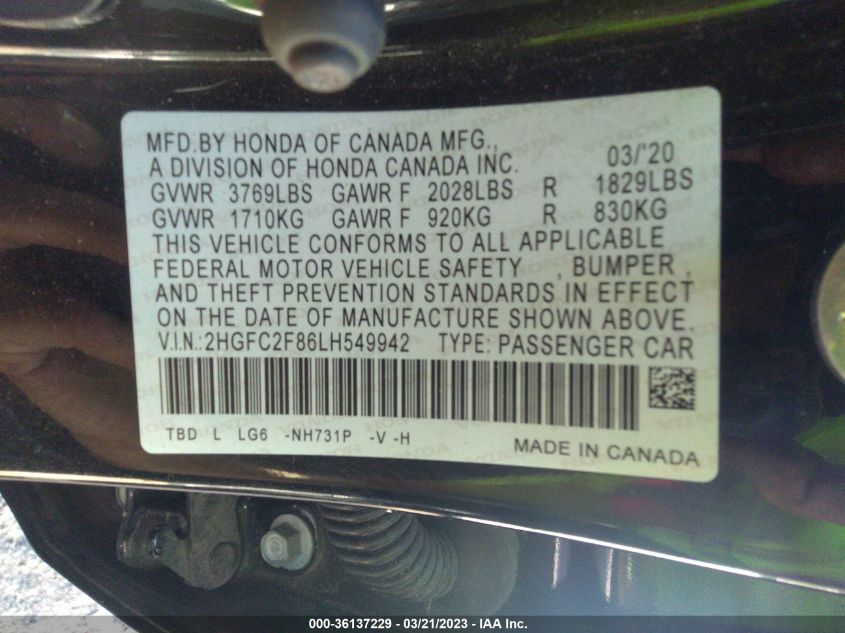 MFD.BY HONDA OF CANADA MFG.,
A DIVISION OF HONDA CANADA INC. 03/'20
GVWR 3769LBS GAWR F 2028LBS R 1829LBS
GVWR 1710KG GAWR F 920KG R 830KG
THIS VEHICLE CONFORMS TO ALL APPLICABLE
FEDERAL MOTOR VEHICLE SAFETY , BUMPER ,
AND THEFT PREVENTION STANDARDS IN EFFECT
ON THE DATE OF MANUFACTURE SHOWN ABOVE.
V.I.N.:2HGFC2F86LH549942 TYPE: PASSENGER CAR
TBD L LG6 -NH731P -V -H
MADE IN CANADA
000-36137229 - 03/21/2023 - IAA Inc.